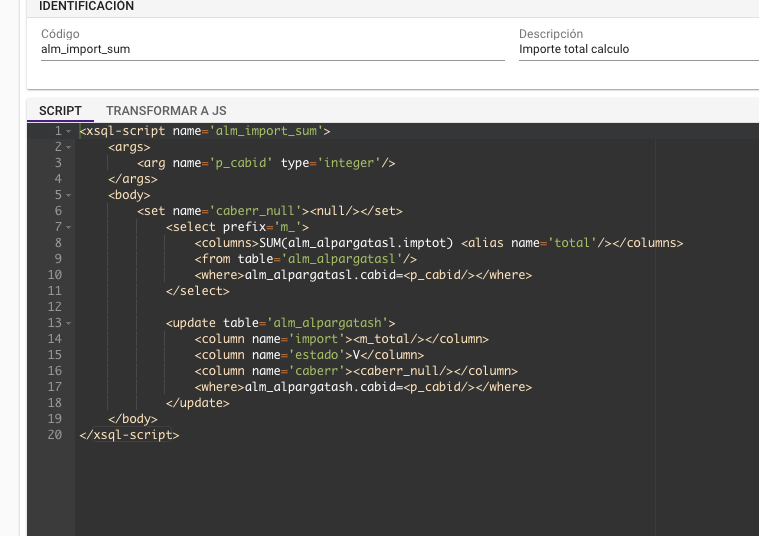 IDENTIFICACIÓN
Código
Descripción
alm_import_sum
Importe total calculo
SCRIPT
TRANSFORMAR A JS
1 <xsql-script name='alm_import_sum'>
2 <args>
3 <arg name='p_cabid' type='integer'/>
4 </args>
5 <body>
6 <set name='caberr_null'><null/></set>
7 <select prefix='m_'>
8 <columns>SUM(alm_alpargatasl.imptot) <alias name='total'/></columns>
9 <from table='alm_alpargatasl'/>
10 <where>alm_alpargatasl.cabid=<p_cabid/></where>
11 </select>
12
13 <update table='alm_alpargatash'>
14 <column name='import'><m_total/></column>
15 <column name='estado'>V</column>
16 <column name='caberr'><caberr_null/></column>
17 <where>alm_alpargatash.cabid=<p_cabid/></where>
18 </update>
19 </body>
20 </xsql-script>